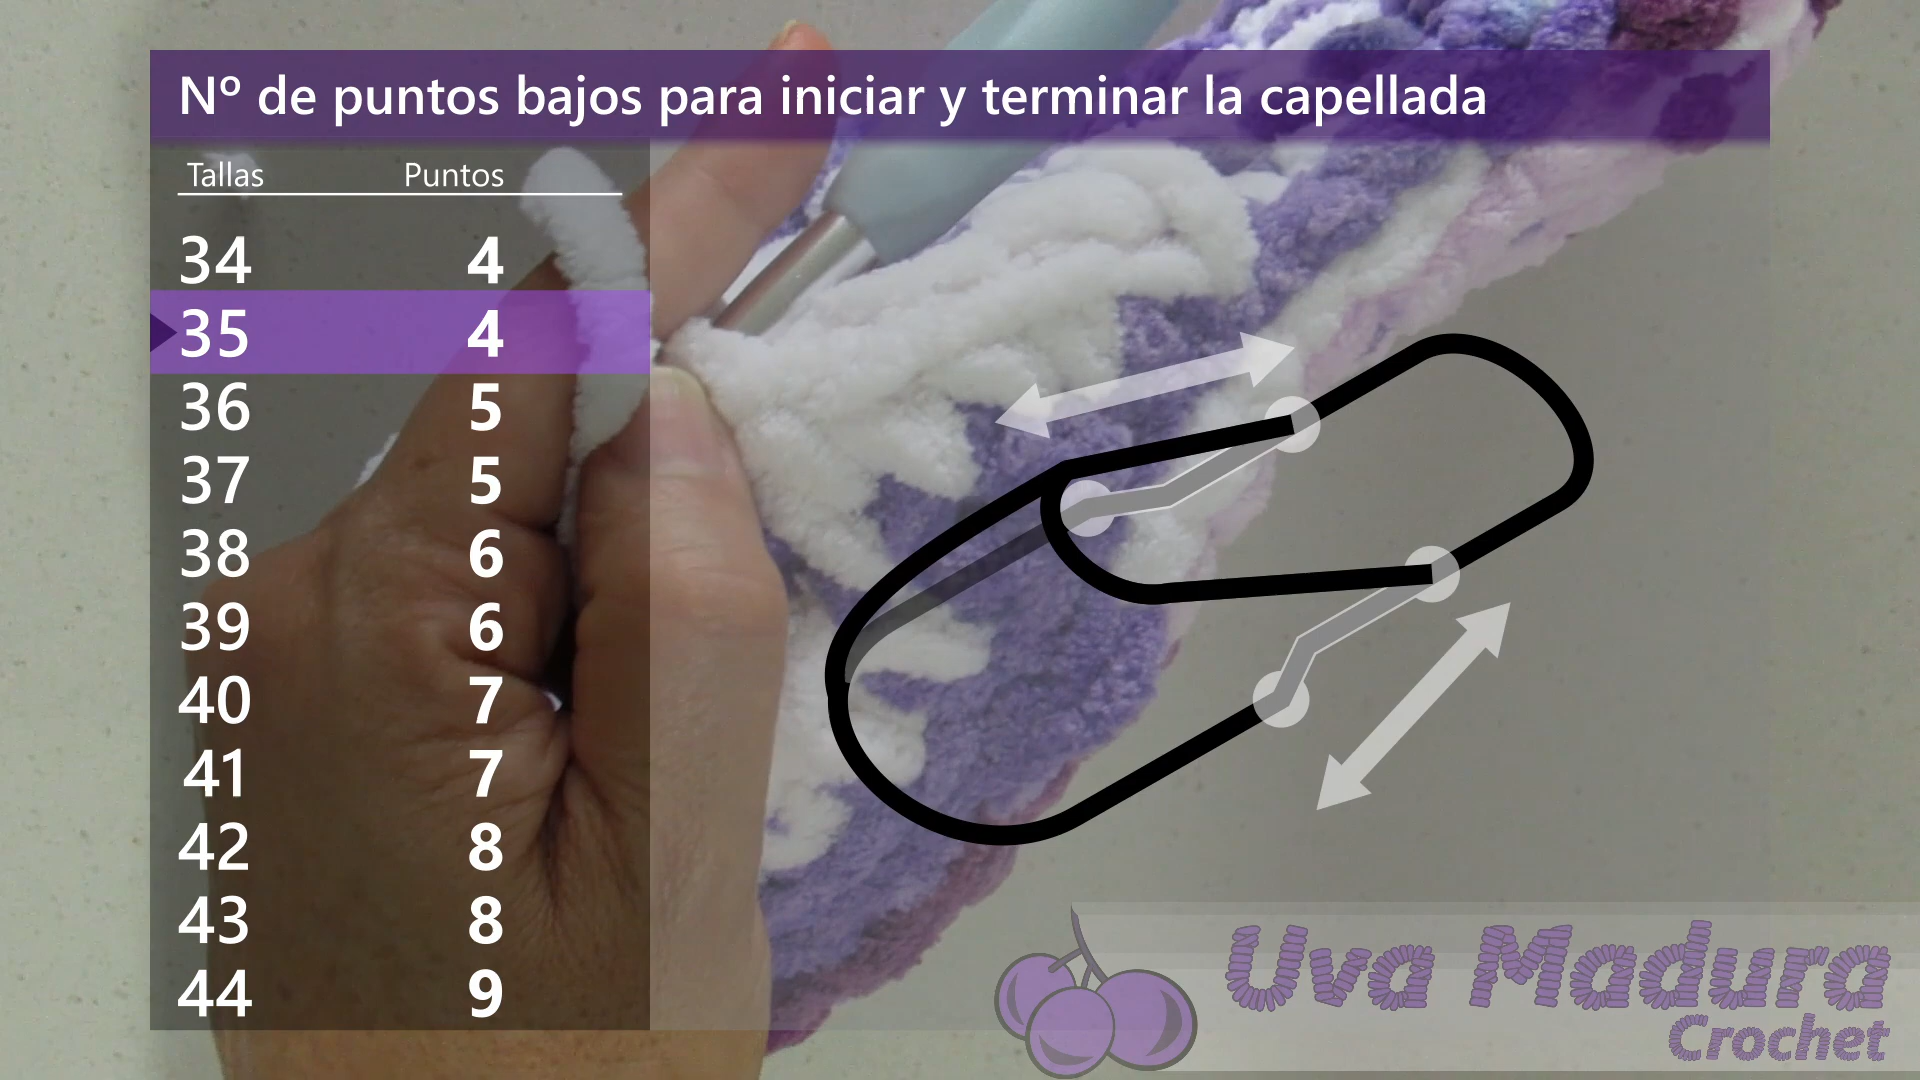 Nº de puntos bajos para iniciar y terminar la capellada
Tallas Puntos
34 4
35 4
36 5
37 5
38 6
39 6
40 7
41 7
42 8
43 8
44 9
Uva Madura
Crochet